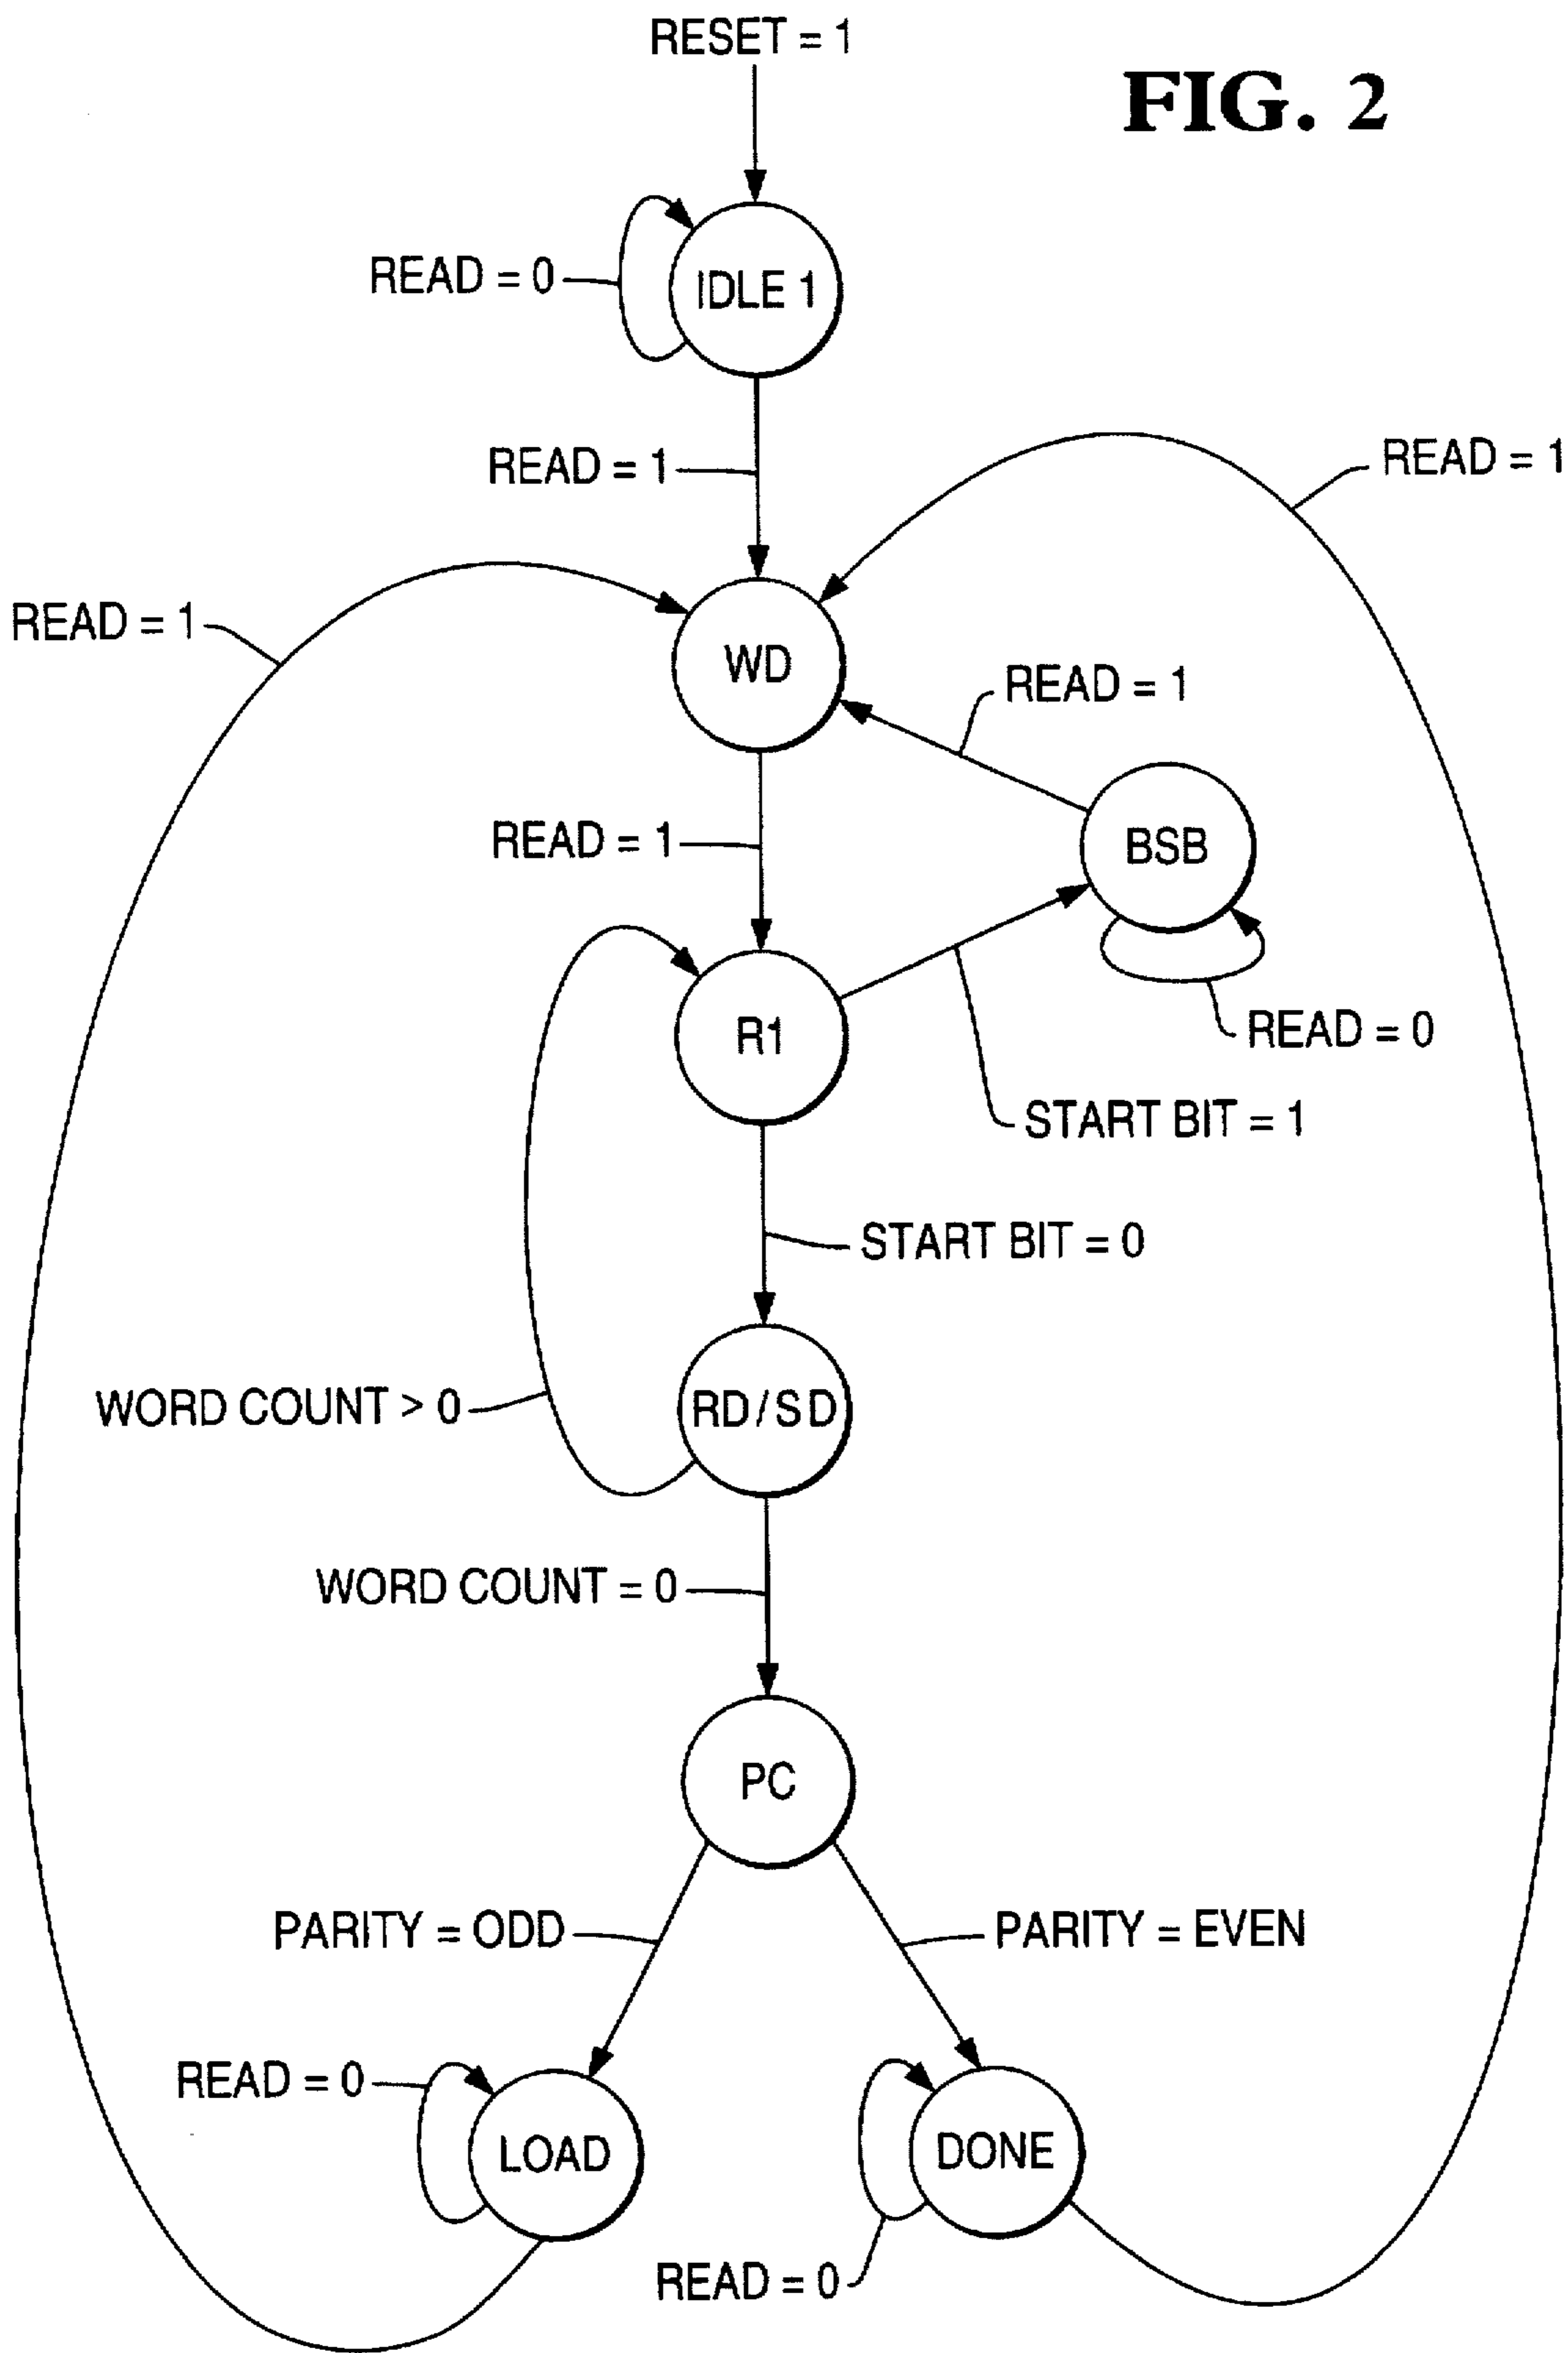 RESET = 1
FIG. 2
READ = 0
IDLE 1
READ = 1
READ = 1
READ = 1
WD
READ = 1
READ = 1
BSB
R1
READ = 0
START BIT = 1
START BIT = 0
WORD COUNT > 0
RD/SD
WORD COUNT = 0
PC
PARITY = ODD
PARITY = EVEN
READ = 0
LOAD
DONE
READ = 0